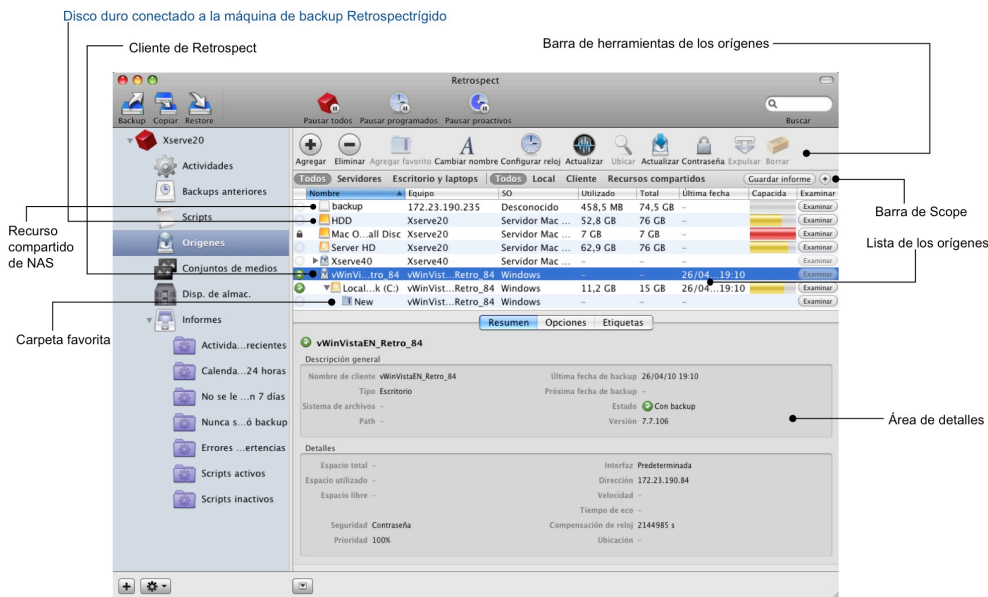 Disco duro conectado a la máquina de backup Retrospectrígido
Cliente de Retrospect
Barra de herramientas de los orígenes
Retrospect
Backup Copiar Restore
Pausar todos Pausar programados Pausar proactivos
Buscar
Xserve20
Actividades
Backups anteriores
Scripts
Orígenes
Conjuntos de medios
Disp. de almac.
Informes
Activida...recientes
Calenda...24 horas
No se le ...n 7 días
Nunca s...ó backup
Errores ...ertencias
Scripts activos
Scripts inactivos
Agregar Eliminar Agregar favorito Cambiar nombre Configurar reloj Actualizar Ubicar Actualizar Contraseña Expulsar Borrar
Todos Servidores Escritorio y laptops Todos Local Cliente Recursos compartidos Guardar informe
Nombre Equipo SO Utilizado Total Última fecha Capacida Examinar
backup 172.23.190.235 Desconocido 458,5 MB 74,5 GB – Examinar
HDD Xserve20 Servidor Mac ... 52,8 GB 76 GB – Examinar
Mac O...all Disc Xserve20 Servidor Mac ... 7 GB 7 GB – Examinar
Server HD Xserve20 Servidor Mac ... 62,9 GB 76 GB – Examinar
Xserve40 Xserve40 Servidor Mac ... – – – Examinar
vWinVi...tro_84 vWinVist...Retro_84 Windows – – 26/04...19:10 Examinar
Local...k (C:) vWinVist...Retro_84 Windows 11,2 GB 15 GB 26/04...19:10 Examinar
New vWinVist...Retro_84 Windows – – – Examinar
Resumen Opciones Etiquetas
vWinVistaEN_Retro_84
Descripción general
Nombre de cliente vWinVistaEN_Retro_84
Tipo Escritorio
Sistema de archivos –
Path –
Última fecha de backup 26/04/10 19:10
Próxima fecha de backup –
Estado Con backup
Versión 7.7.106
Detalles
Espacio total –
Espacio utilizado –
Espacio libre –
Seguridad Contraseña
Prioridad 100%
Interfaz Predeterminada
Dirección 172.23.190.84
Velocidad –
Tiempo de eco –
Compensación de reloj 2144985 s
Ubicación –
Recurso
compartido
de NAS
Carpeta favorita
Barra de Scope
Lista de los orígenes
Área de detalles